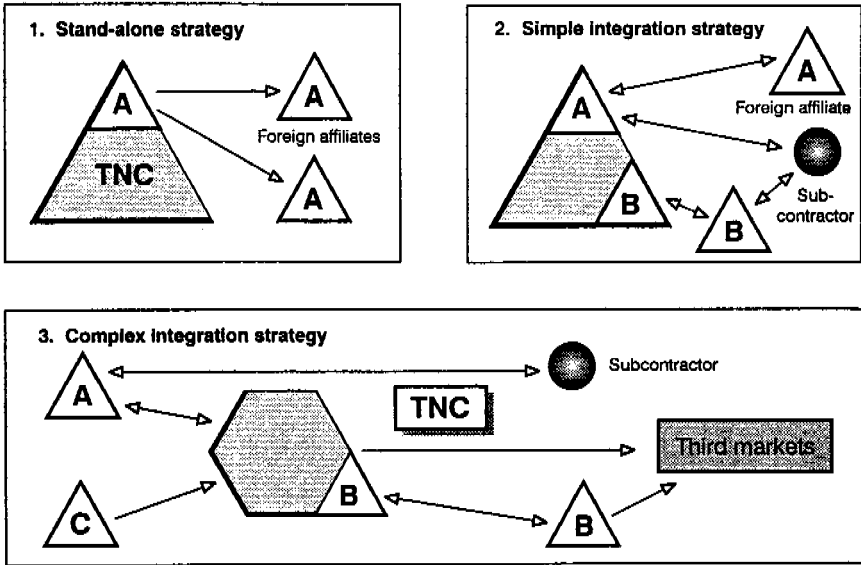 1. Stand-alone strategy
A
A
Foreign affiliates
TNC
A
2. Simple integration strategy
A
A
Foreign affiliate
B
B
Sub-
contractor
3. Complex integration strategy
A
Subcontractor
TNC
Third markets
B
C
B